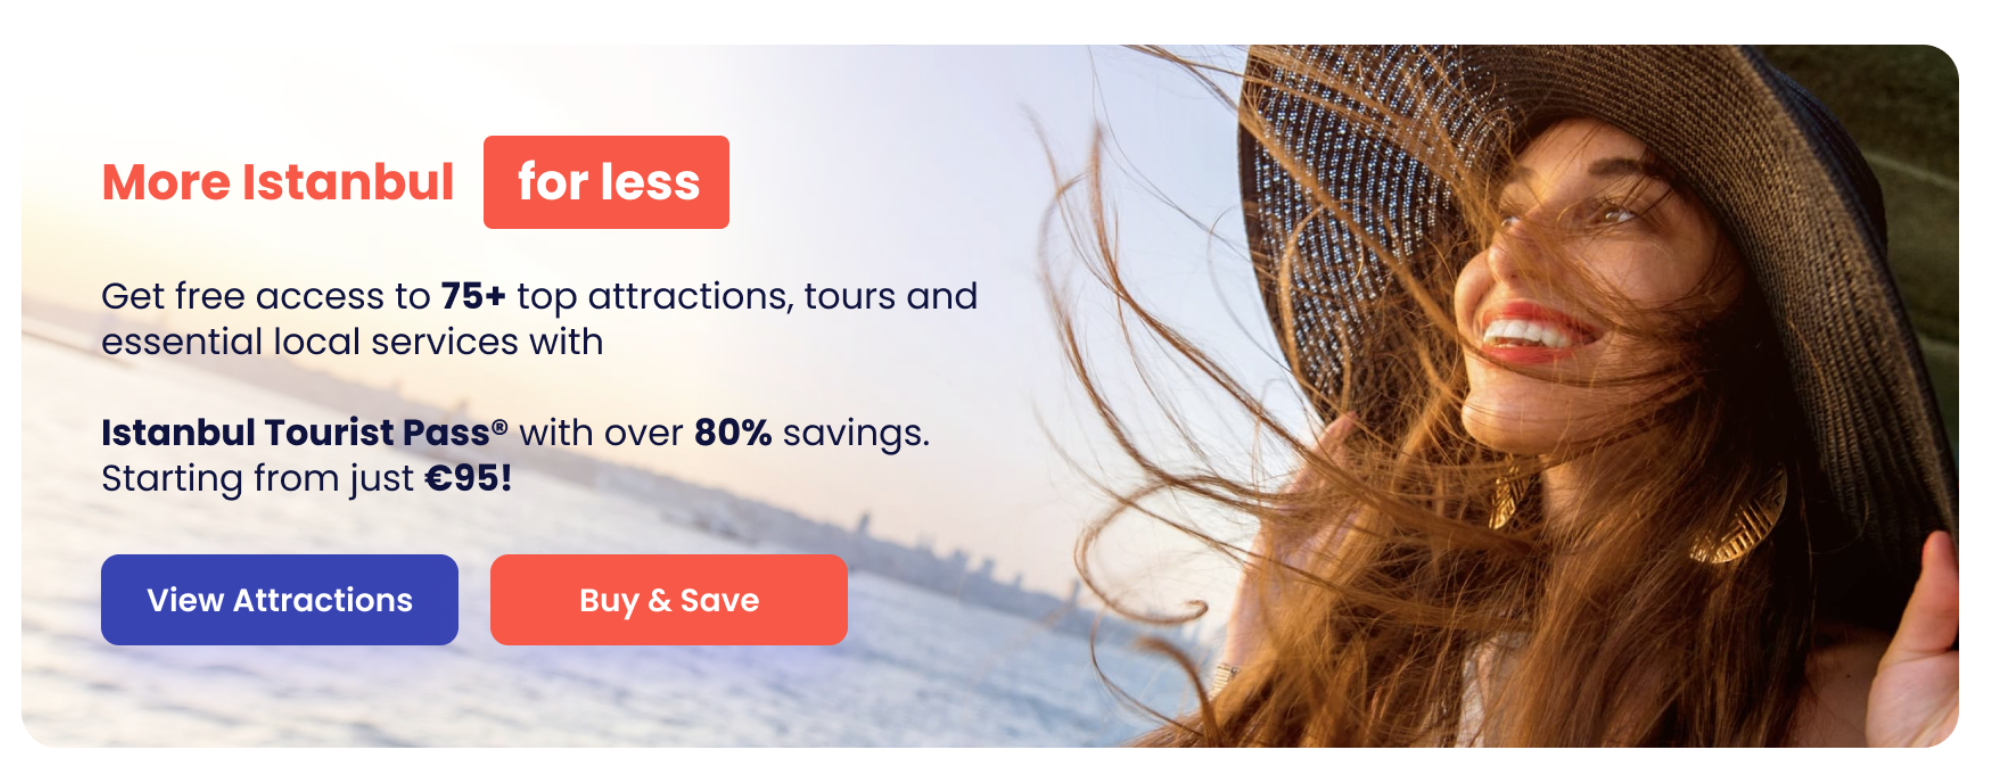 More Istanbul for less
Get free access to 75+ top attractions, tours and
essential local services with
Istanbul Tourist Pass® with over 80% savings.
Starting from just €95!
View Attractions
Buy & Save